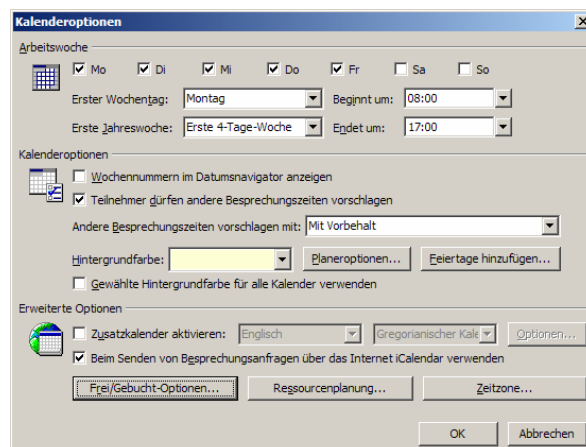 Kalenderoptionen
Arbeitswoche
Mo Di Mi Do Fr Sa So
Erster Wochentag: Montag Beginnt um: 08:00
Erste Jahreswoche: Erste 4-Tage-Woche Endet um: 17:00
Kalenderoptionen
Wochennummern im Datumsnavigator anzeigen
Teilnehmer dürfen andere Besprechungszeiten vorschlagen
Andere Besprechungszeiten vorschlagen mit: Mit Vorbehalt
Hintergrundfarbe: Planeroptionen... Feiertage hinzufügen...
Gewählte Hintergrundfarbe für alle Kalender verwenden
Erweiterte Optionen
Zusatzkalender aktivieren: Englisch Gregorianischer Kale Optionen...
Beim Senden von Besprechungsanfragen über das Internet iCalendar verwenden
Frei/Gebucht-Optionen... Ressourcenplanung... Zeitzone...
OK Abbrechen